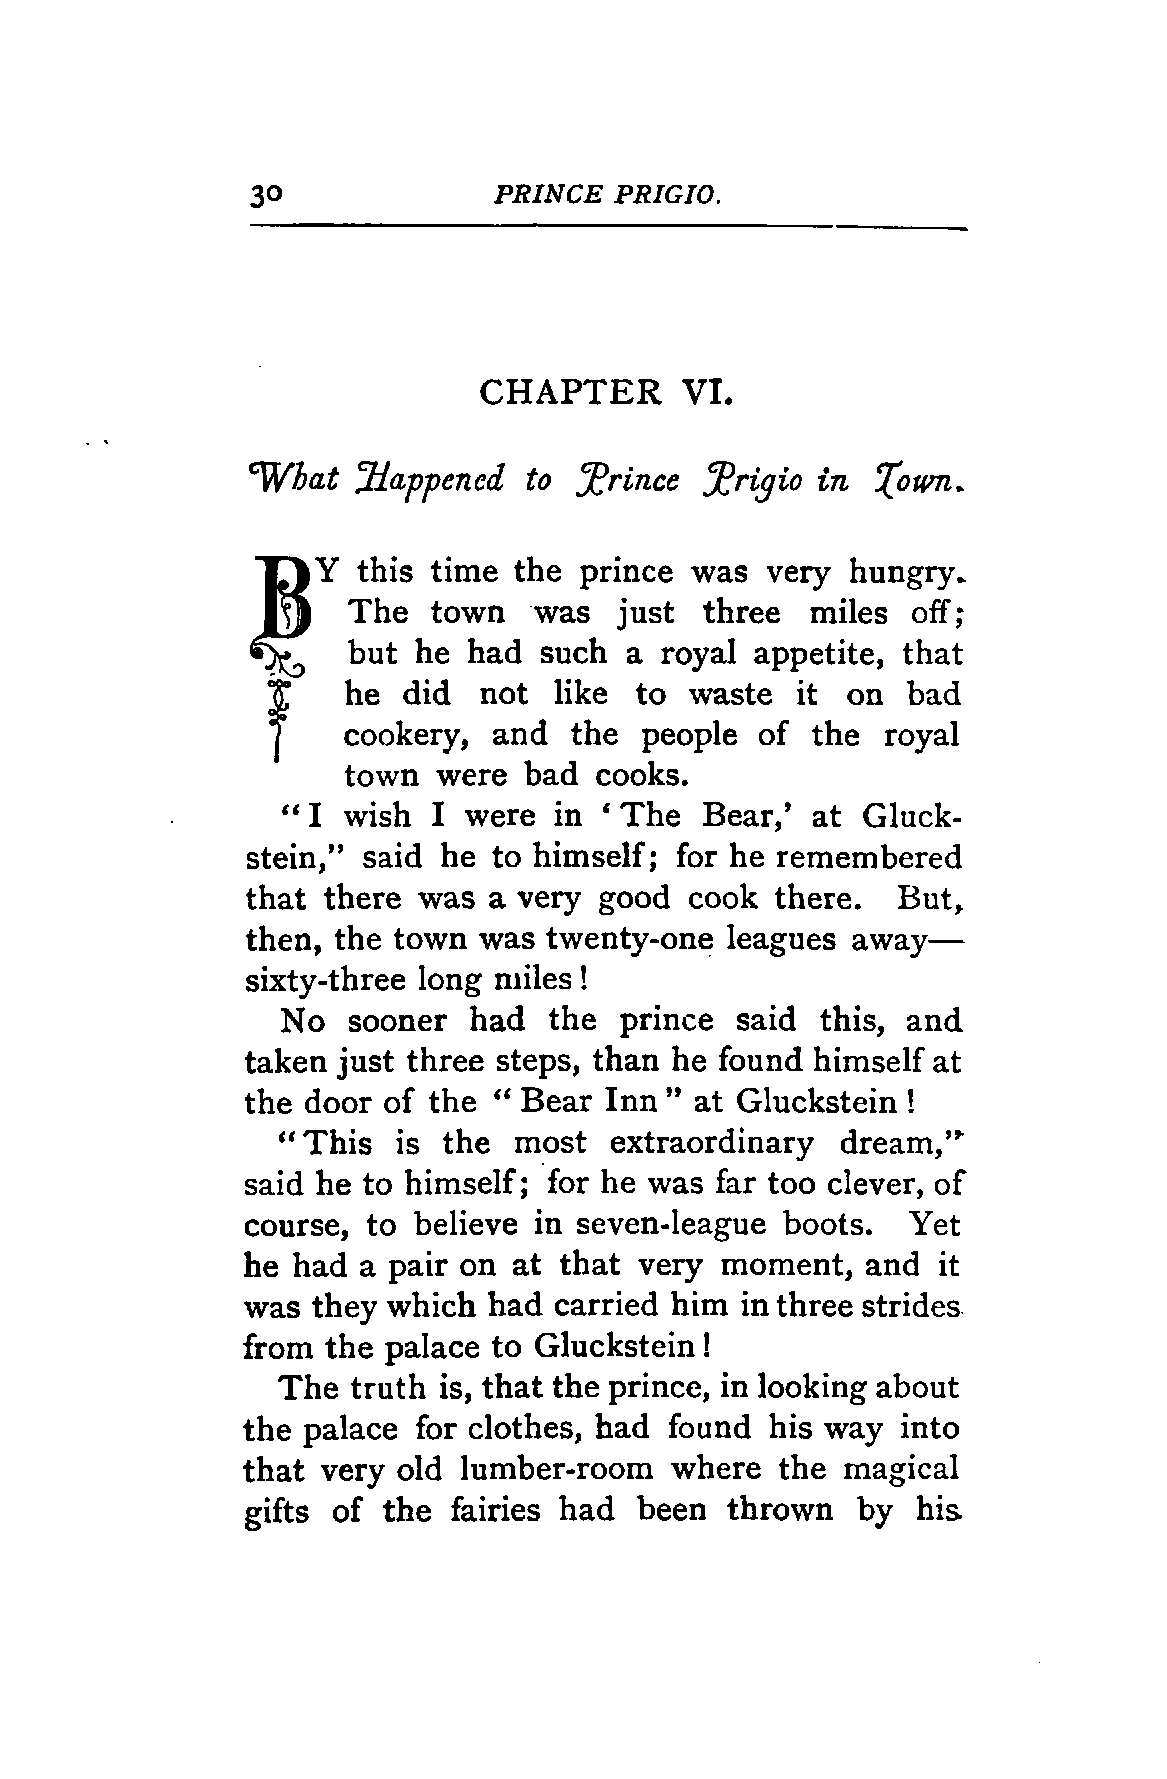 30 PRINCE PRIGIO.
CHAPTER VI.
What Happened to Prince Prigio in Town.
BY this time the prince was very hungry.
The town was just three miles off;
but he had such a royal appetite, that
he did not like to waste it on bad
cookery, and the people of the royal
town were bad cooks.
"I wish I were in 'The Bear,' at Gluck-
stein," said he to himself; for he remembered
that there was a very good cook there. But,
then, the town was twenty-one leagues away—
sixty-three long miles!
No sooner had the prince said this, and
taken just three steps, than he found himself at
the door of the "Bear Inn" at Gluckstein!
"This is the most extraordinary dream,"
said he to himself; for he was far too clever, of
course, to believe in seven-league boots. Yet
he had a pair on at that very moment, and it
was they which had carried him in three strides
from the palace to Gluckstein!
The truth is, that the prince, in looking about
the palace for clothes, had found his way into
that very old lumber-room where the magical
gifts of the fairies had been thrown by his